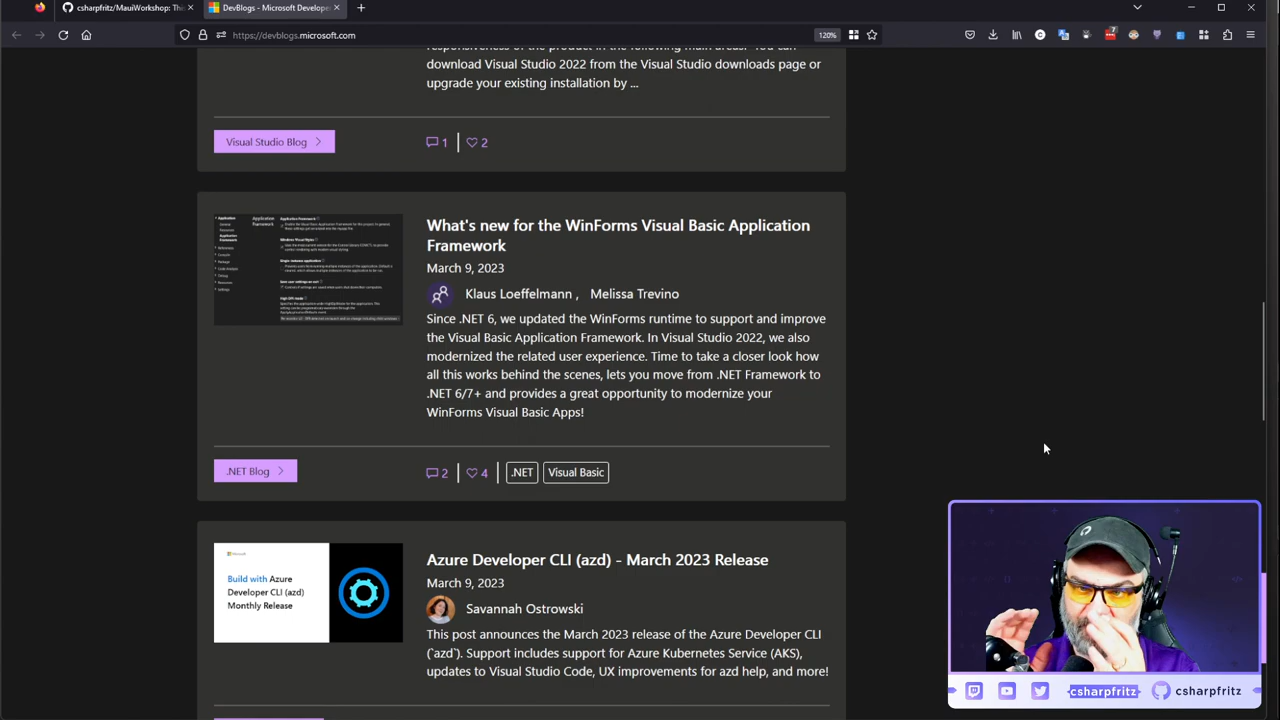 csharpfritz/MauiWorkshop: Thi
DevBlogs - Microsoft Develope
https://devblogs.microsoft.com
120%
responsiveness of the product in the following main areas: You can
download Visual Studio 2022 from the Visual Studio downloads page or
upgrade your existing installation by ...
Visual Studio Blog
1
2
What's new for the WinForms Visual Basic Application
Framework
March 9, 2023
Klaus Loeffelmann , Melissa Trevino
Since .NET 6, we updated the WinForms runtime to support and improve
the Visual Basic Application Framework. In Visual Studio 2022, we also
modernized the related user experience. Time to take a closer look how
all this works behind the scenes, lets you move from .NET Framework to
.NET 6/7+ and provides a great opportunity to modernize your
WinForms Visual Basic Apps!
.NET Blog
2
4
.NET
Visual Basic
Microsoft
Build with Azure
Developer CLI (azd)
Monthly Release
Azure Developer CLI (azd) - March 2023 Release
March 9, 2023
Savannah Ostrowski
This post announces the March 2023 release of the Azure Developer CLI
(`azd`). Support includes support for Azure Kubernetes Service (AKS),
updates to Visual Studio Code, UX improvements for azd help, and more!
csharpfritz
csharpfritz